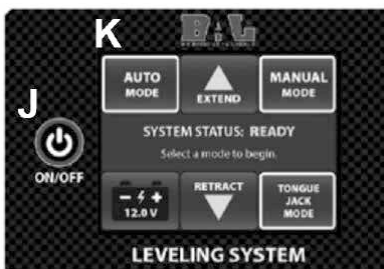 K
BAL
J
AUTO
MODE
EXTEND
MANUAL
MODE
SYSTEM STATUS: READY
Select a mode to begin.
ON/OFF
12.0 V
RETRACT
TONGUE
JACK
MODE
LEVELING SYSTEM